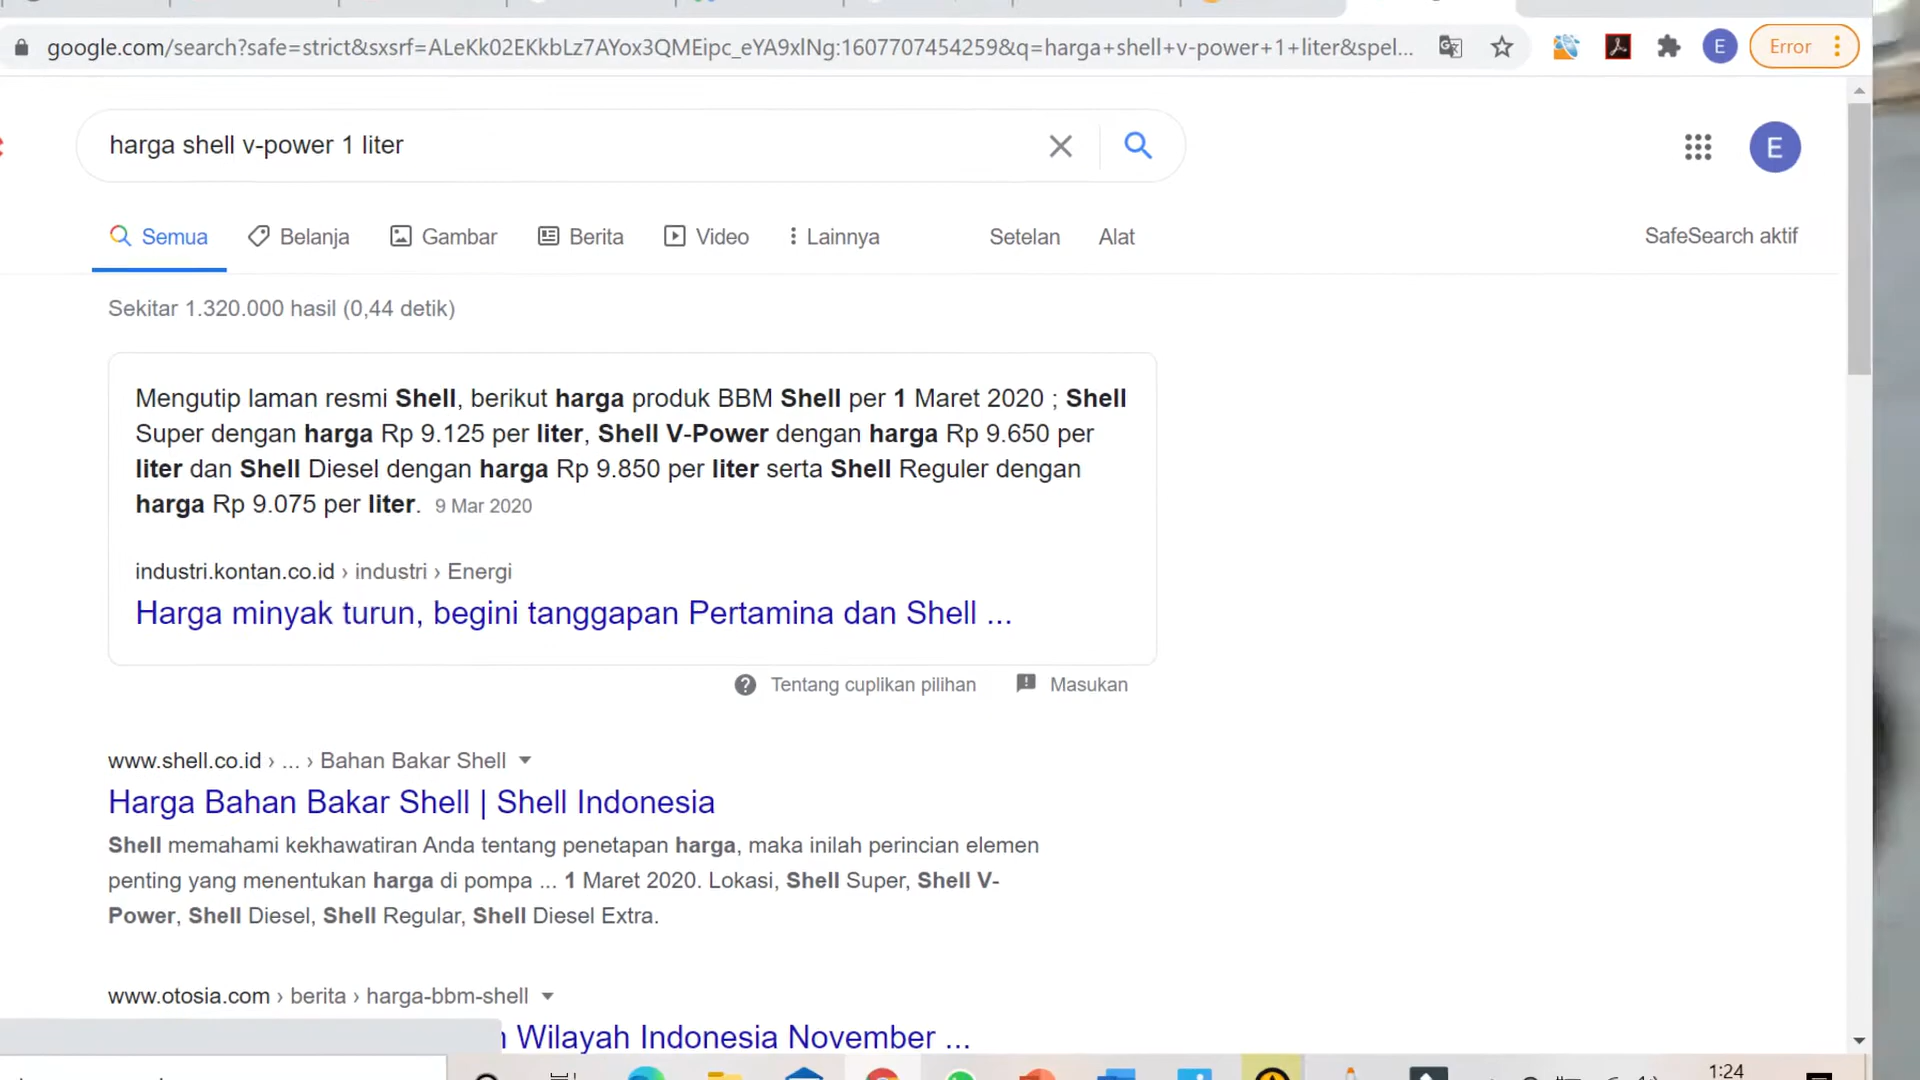 google.com/search?safe=strict&sxsrf=ALeKk02EKkbLz7AYox3QMEipc_eYA9xlNg:1607707454259&q=harga+shell+v-power+1+liter&spel...
E
Error
harga shell v-power 1 liter
E
Semua
Belanja
Gambar
Berita
Video
Lainnya
Setelan
Alat
SafeSearch aktif
Sekitar 1.320.000 hasil (0,44 detik)
Mengutip laman resmi Shell, berikut harga produk BBM Shell per 1 Maret 2020 ; Shell
Super dengan harga Rp 9.125 per liter, Shell V-Power dengan harga Rp 9.650 per
liter dan Shell Diesel dengan harga Rp 9.850 per liter serta Shell Reguler dengan
harga Rp 9.075 per liter. 9 Mar 2020
industri.kontan.co.id › industri › Energi
Harga minyak turun, begini tanggapan Pertamina dan Shell ...
Tentang cuplikan pilihan
Masukan
www.shell.co.id › ... › Bahan Bakar Shell
Harga Bahan Bakar Shell | Shell Indonesia
Shell memahami kekhawatiran Anda tentang penetapan harga, maka inilah perincian elemen
penting yang menentukan harga di pompa ... 1 Maret 2020. Lokasi, Shell Super, Shell V-
Power, Shell Diesel, Shell Regular, Shell Diesel Extra.
www.otosia.com › berita › harga-bbm-shell
Wilayah Indonesia November ...
1:24